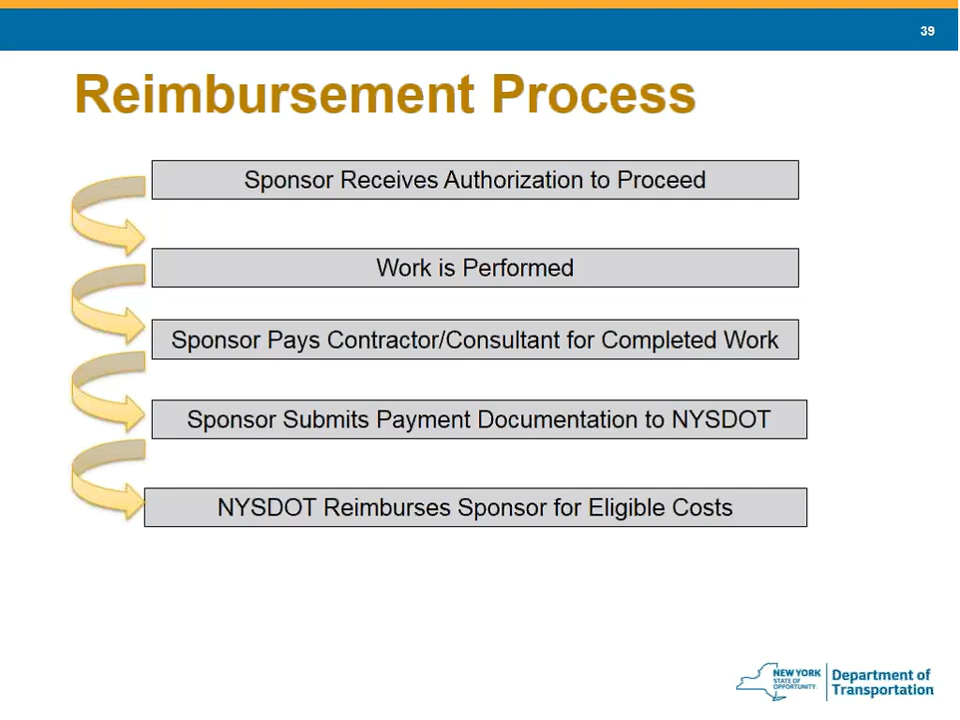 39
Reimbursement Process
Sponsor Receives Authorization to Proceed
Work is Performed
Sponsor Pays Contractor/Consultant for Completed Work
Sponsor Submits Payment Documentation to NYSDOT
NYSDOT Reimburses Sponsor for Eligible Costs
NEW YORK
STATE OF
OPPORTUNITY.
Department of
Transportation